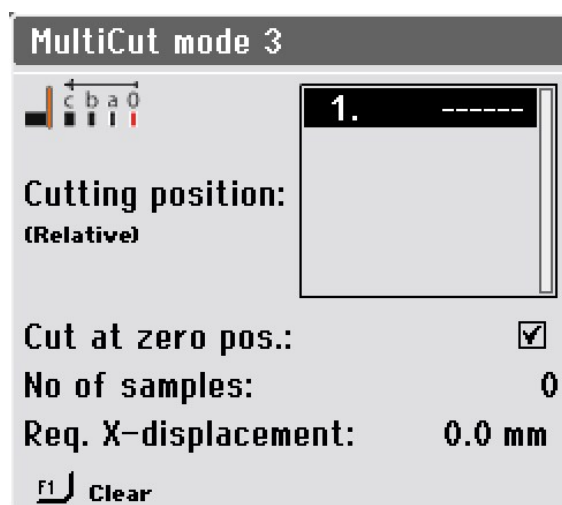 MultiCut mode 3
c b a 0
1. ------
Cutting position:
(Relative)
Cut at zero pos.:
No of samples: 0
Req. X-displacement: 0.0 mm
F1 Clear